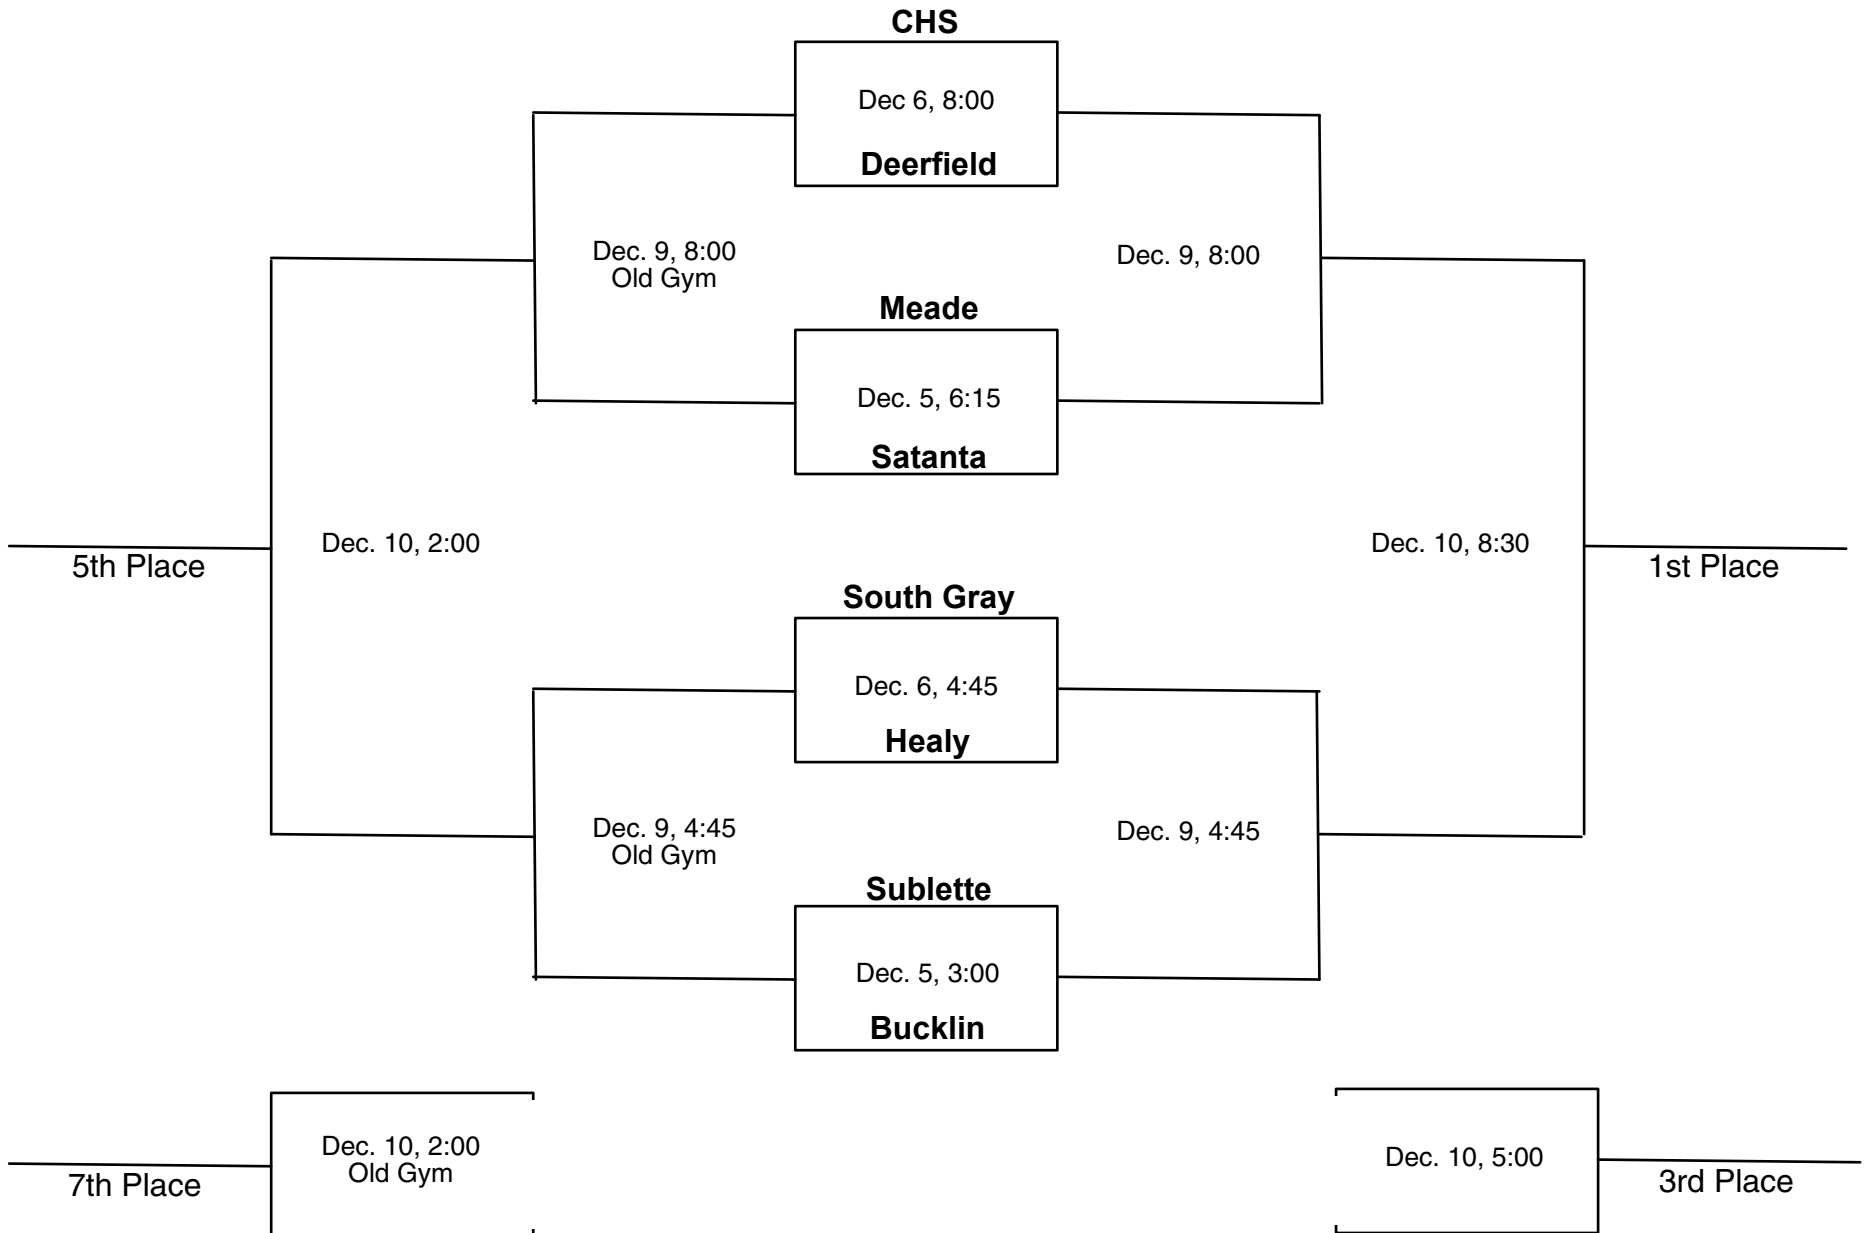 CHS
Dec 6, 8:00
Deerfield
Dec. 9, 8:00
Old Gym
Dec. 9, 8:00
Meade
Dec. 5, 6:15
Satanta
Dec. 10, 2:00
Dec. 10, 8:30
5th Place
1st Place
South Gray
Dec. 6, 4:45
Healy
Dec. 9, 4:45
Old Gym
Dec. 9, 4:45
Sublette
Dec. 5, 3:00
Bucklin
Dec. 10, 2:00
Old Gym
Dec. 10, 5:00
7th Place
3rd Place